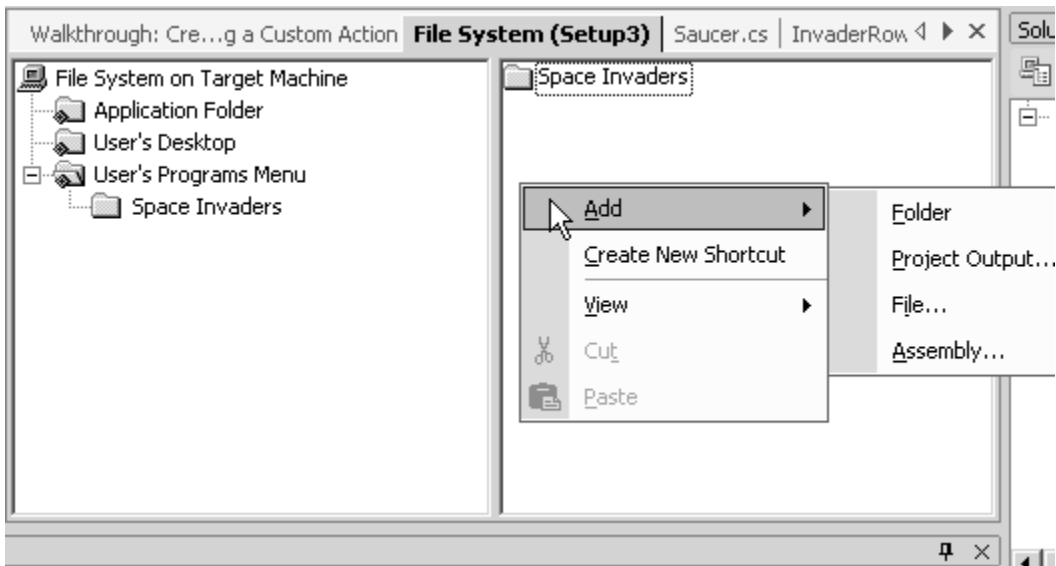 Walkthrough: Cre...g a Custom Action File System (Setup3) Saucer.cs InvaderRow
Solu
File System on Target Machine
Application Folder
User's Desktop
User's Programs Menu
Space Invaders
Space Invaders
Add
Create New Shortcut
View
Cut
Paste
Folder
Project Output...
File...
Assembly...